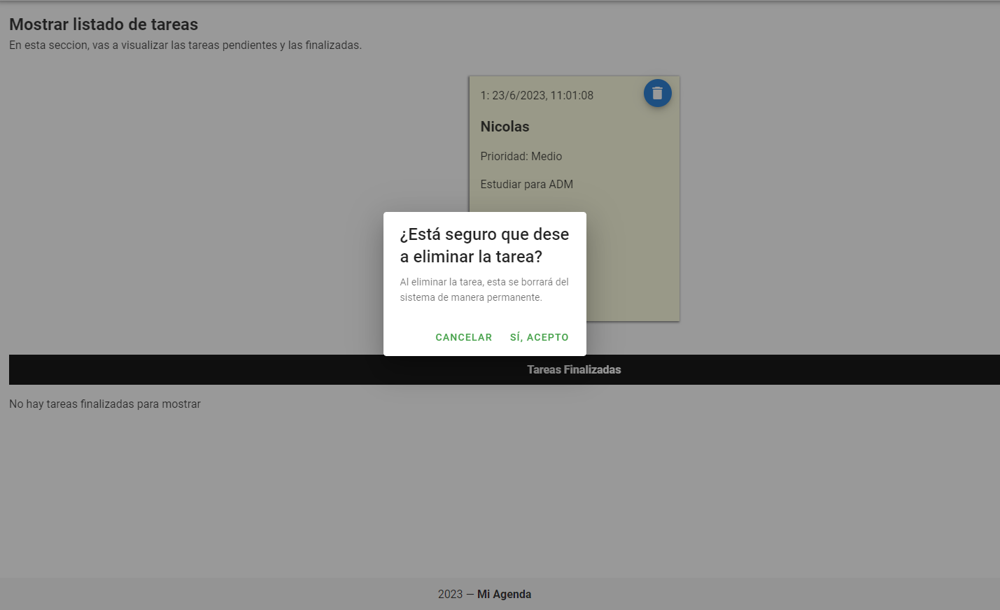 Mostrar listado de tareas
En esta seccion, vas a visualizar las tareas pendientes y las finalizadas.
1: 23/6/2023, 11:01:08
Nicolas
Prioridad: Medio
Estudiar para ADM
¿Está seguro que dese
a eliminar la tarea?
Al eliminar la tarea, esta se borrará del
sistema de manera permanente.
CANCELAR SÍ, ACEPTO
Tareas Finalizadas
No hay tareas finalizadas para mostrar
2023 — Mi Agenda